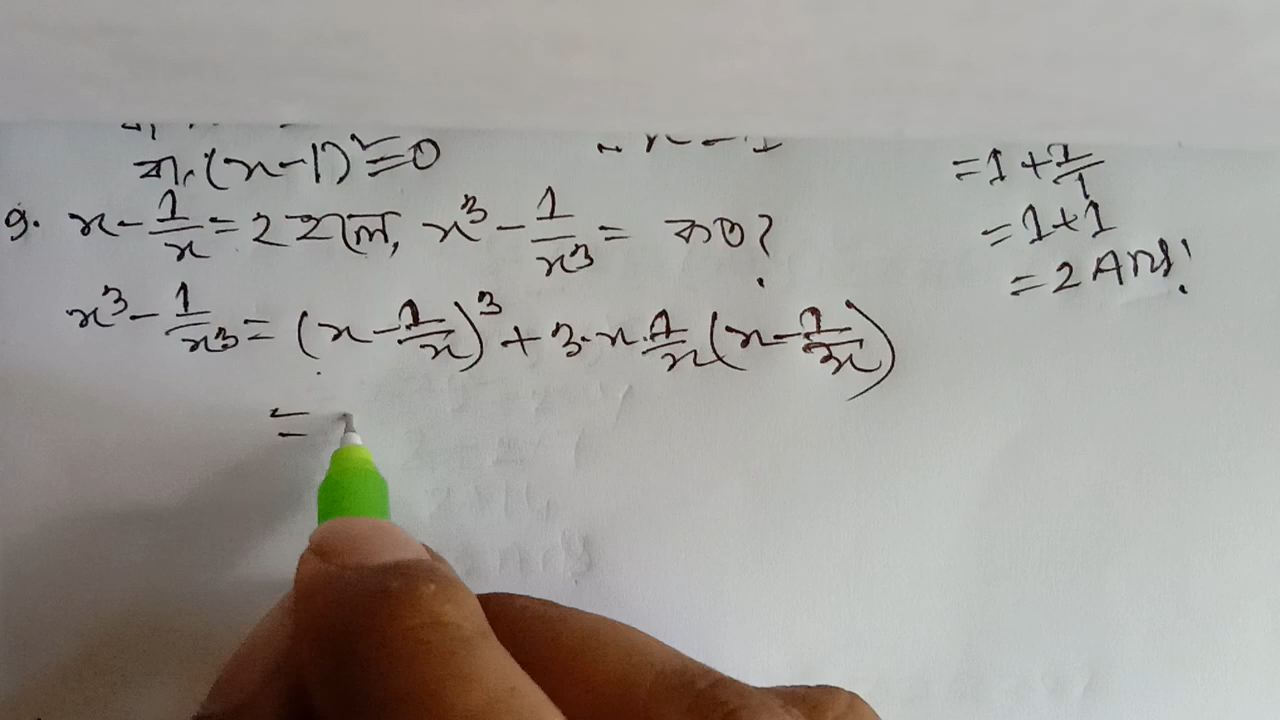 বা, (x-1)²=0
=1+1/1
=1+1
=2 Ans!
9. x-1/x=2 হলে, x³-1/x³= কত?
x³-1/x³=(x-1/x)³+3·x·1/x(x-1/x)
=